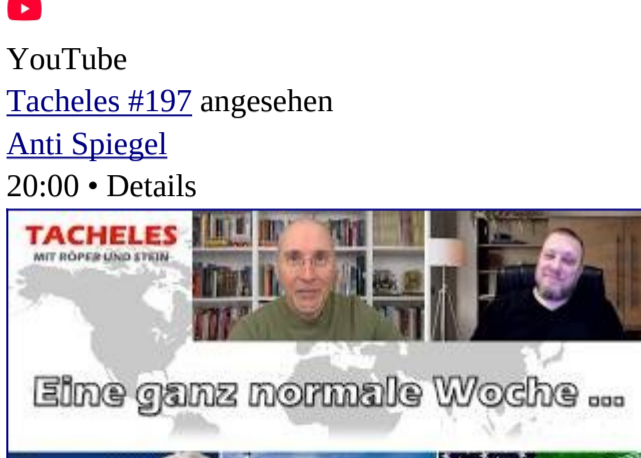 YouTube
Tacheles #197 angesehen
Anti Spiegel
20:00 • Details
TACHELES
MIT RÖPER UND STEIN
Eine ganz normale Woche ...